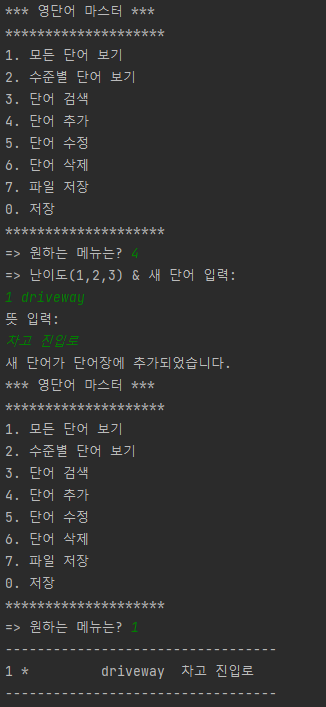 *** 영단어 마스터 ***
********************
1. 모든 단어 보기
2. 수준별 단어 보기
3. 단어 검색
4. 단어 추가
5. 단어 수정
6. 단어 삭제
7. 파일 저장
0. 저장
********************
=> 원하는 메뉴는? 4
=> 난이도(1,2,3) & 새 단어 입력:
1 driveway
뜻 입력:
차고 진입로
새 단어가 단어장에 추가되었습니다.
*** 영단어 마스터 ***
********************
1. 모든 단어 보기
2. 수준별 단어 보기
3. 단어 검색
4. 단어 추가
5. 단어 수정
6. 단어 삭제
7. 파일 저장
0. 저장
********************
=> 원하는 메뉴는? 1
----------------------------------
1 *         driveway  차고 진입로
----------------------------------